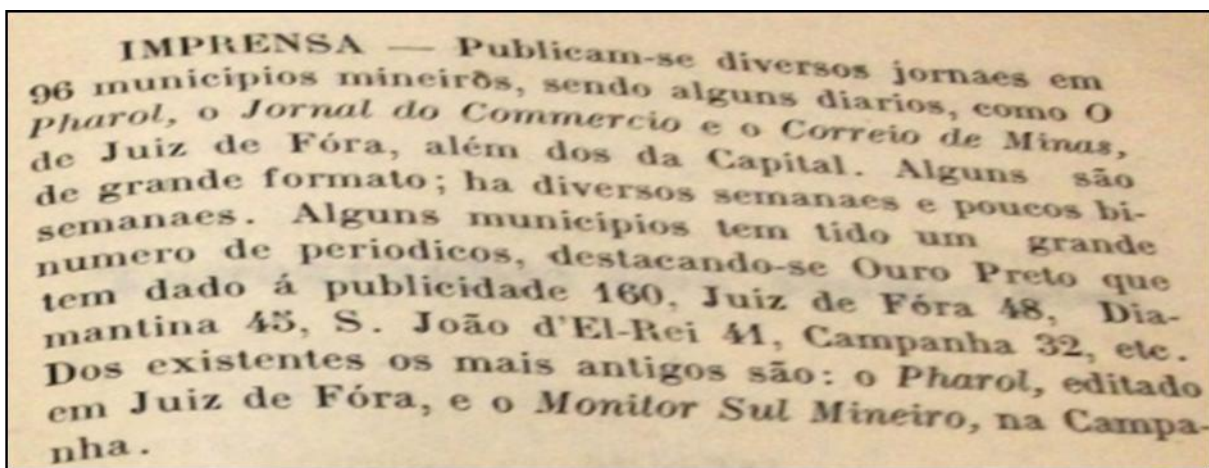 IMPRENSA — Publicam-se diversos jornaes em
96 municipios mineirõs, sendo alguns diarios, como O
Pharol, o Jornal do Commercio e o Correio de Minas,
de Juiz de Fóra, além dos da Capital. Alguns são
de grande formato; ha diversos semanaes e poucos bi-
semanaes. Alguns municipios tem tido um grande
numero de periodicos, destacando-se Ouro Preto que
tem dado á publicidade 160, Juiz de Fóra 48, Dia-
mantina 45, S. João d'El-Rei 41, Campanha 32, etc.
Dos existentes os mais antigos são: o Pharol, editado
em Juiz de Fóra, e o Monitor Sul Mineiro, na Campa-
nha.